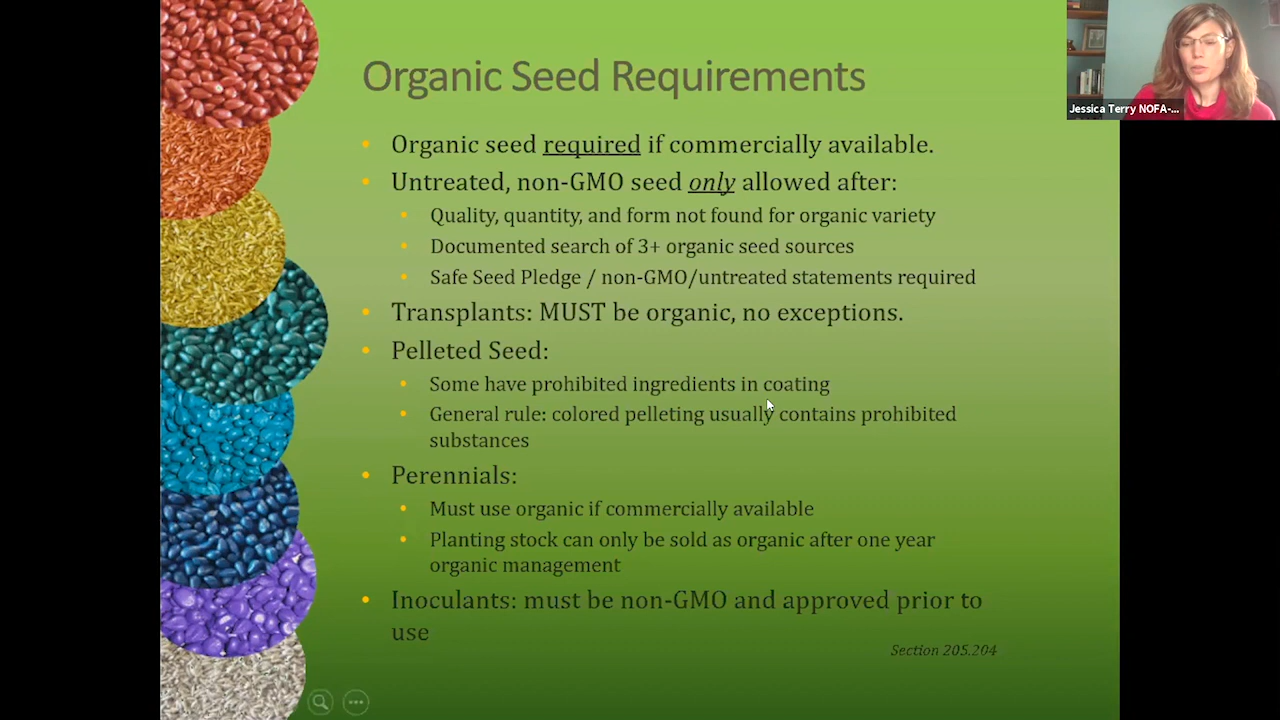 Organic Seed Requirements
Jessica Terry NOFA-...
Organic seed required if commercially available.
Untreated, non-GMO seed only allowed after:
Quality, quantity, and form not found for organic variety
Documented search of 3+ organic seed sources
Safe Seed Pledge / non-GMO/untreated statements required
Transplants: MUST be organic, no exceptions.
Pelleted Seed:
Some have prohibited ingredients in coating
General rule: colored pelleting usually contains prohibited
substances
Perennials:
Must use organic if commercially available
Planting stock can only be sold as organic after one year
organic management
Inoculants: must be non-GMO and approved prior to
use
Section 205.204